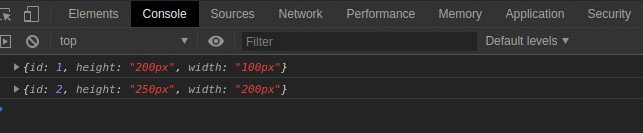 Elements Console Sources Network Performance Memory Application Security
top Filter Default levels
{id: 1, height: "200px", width: "100px"}
{id: 2, height: "250px", width: "200px"}